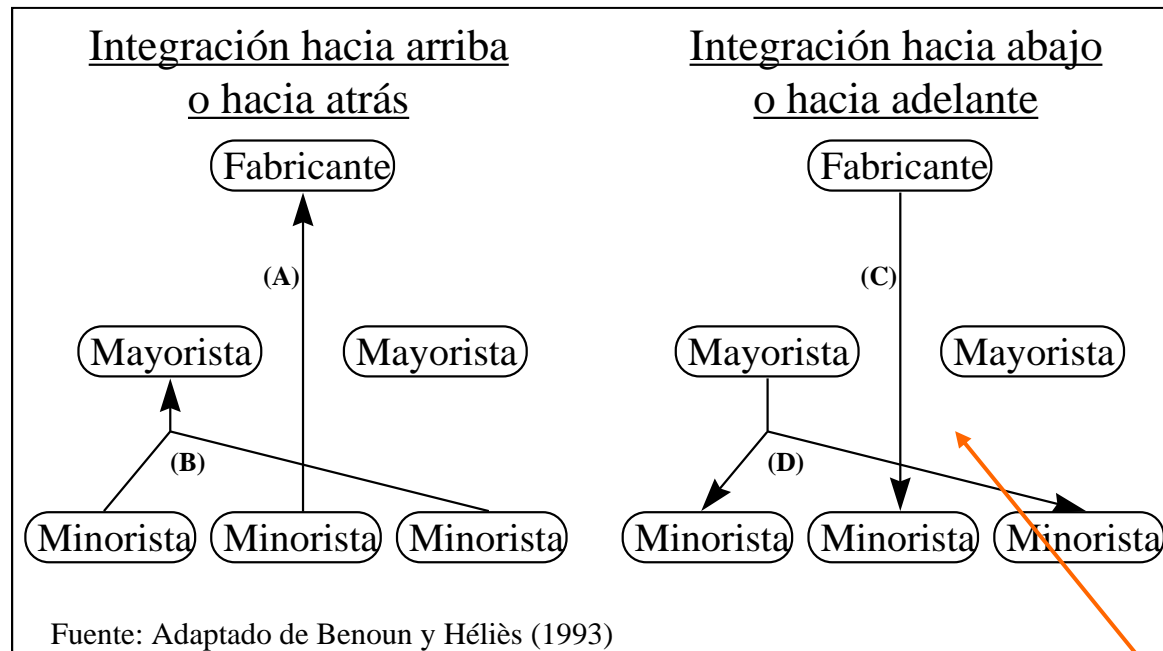 Integración hacia arriba
o hacia atrás
Fabricante
(A)
Mayorista
Mayorista
(B)
Minorista
Minorista
Minorista
Integración hacia abajo
o hacia adelante
Fabricante
(C)
Mayorista
Mayorista
(D)
Minorista
Minorista
Minorista
Fuente: Adaptado de Benoun y Héliès (1993)